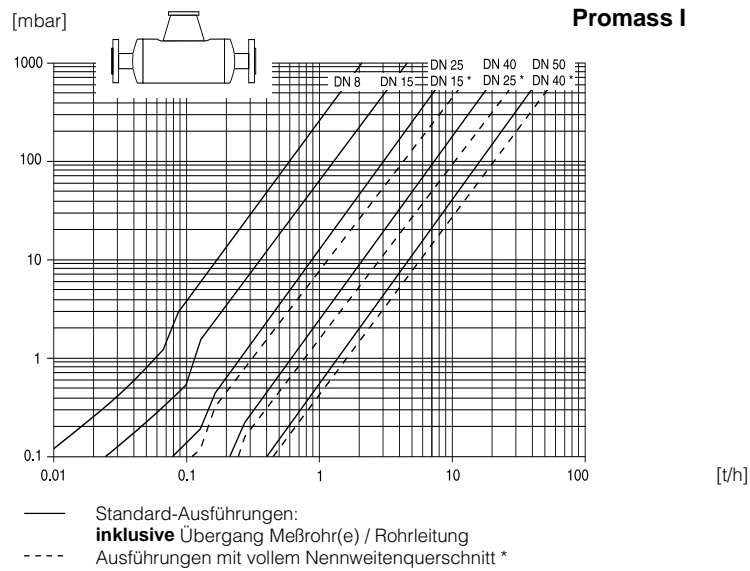 [mbar]
Promass I
1000
DN 25 DN 40 DN 50
DN 8 DN 15 DN 15 * DN 25 * DN 40 *
100
10
1
0.1
0.01 0.1 1 10 100
[t/h]
Standard-Ausführungen:
inklusive Übergang Meßrohr(e) / Rohrleitung
Ausführungen mit vollem Nennweitenquerschnitt *